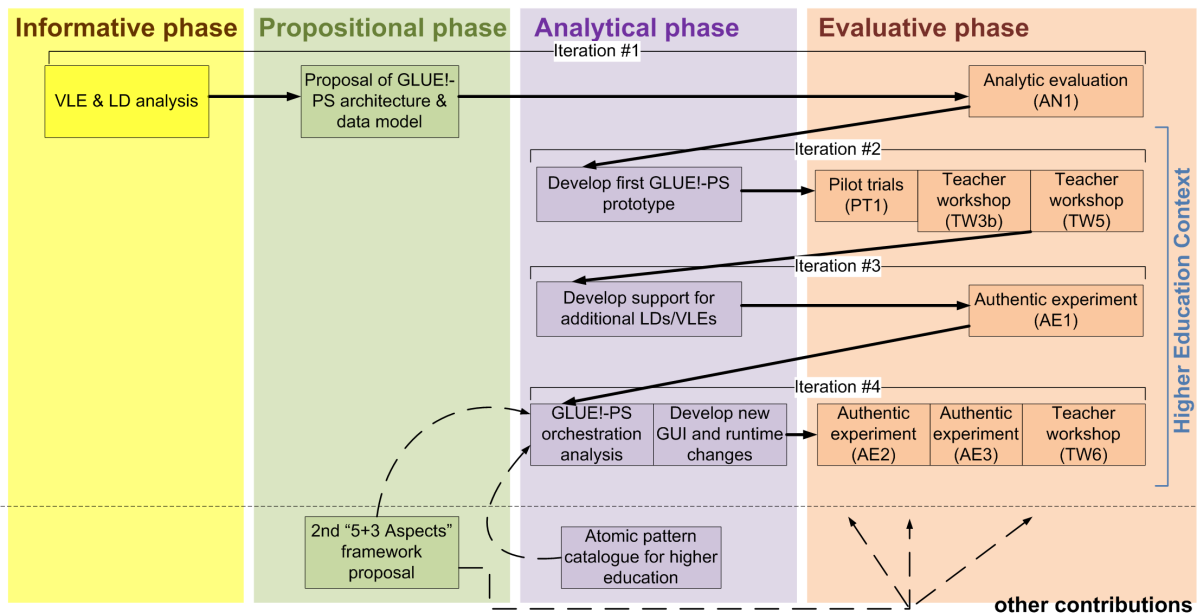 Informative phase
Propositional phase
Analytical phase
Evaluative phase
Iteration #1
VLE & LD analysis
Proposal of GLUE!-
PS architecture &
data model
Analytic evaluation
(AN1)
Iteration #2
Develop first GLUE!-PS
prototype
Pilot trials
(PT1)
Teacher
workshop
(TW3b)
Teacher
workshop
(TW5)
Iteration #3
Develop support for
additional LDs/VLEs
Authentic experiment
(AE1)
Iteration #4
GLUE!-PS
orchestration
analysis
Develop new
GUI and runtime
changes
Authentic
experiment
(AE2)
Authentic
experiment
(AE3)
Teacher
workshop
(TW6)
Higher Education Context
2nd “5+3 Aspects”
framework
proposal
Atomic pattern
catalogue for higher
education
other contributions